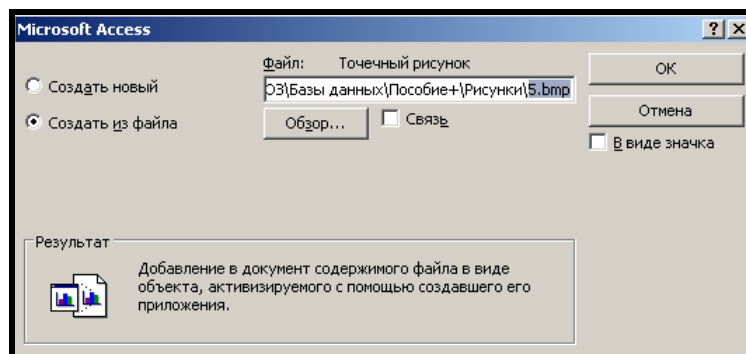 Microsoft Access
Файл: Точечный рисунок
ОК
Создать новый
ОЗ\Базы данных\Пособие+\Рисунки\5.bmp
Отмена
Создать из файла
Обзор...
Связь
В виде значка
Результат
Добавление в документ содержимого файла в виде
объекта, активизируемого с помощью создавшего его
приложения.